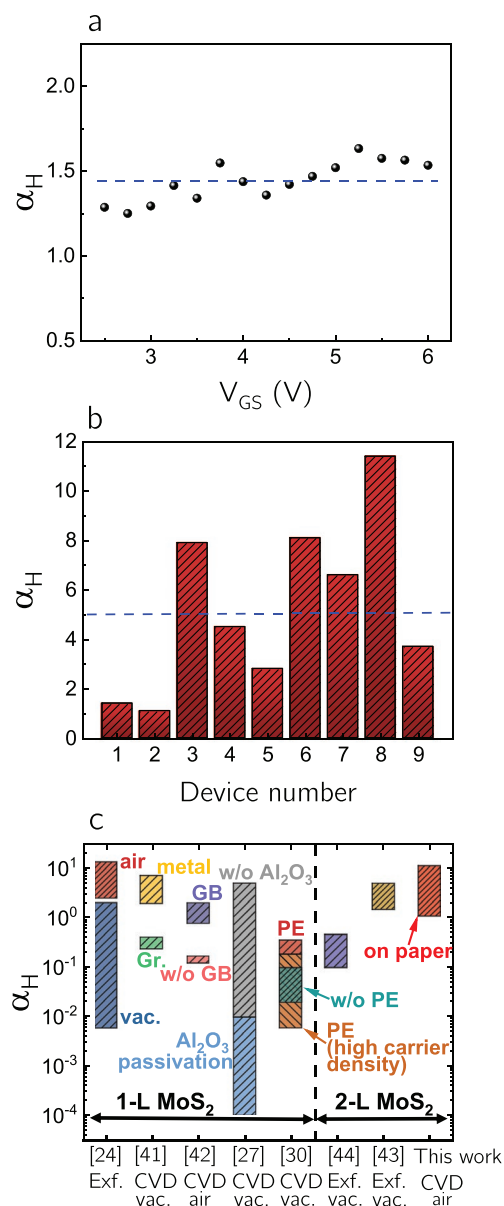 a
2.0
1.5
1.0
0.5
αH
3
4
5
6
VGS (V)
b
12
10
8
6
4
2
0
αH
1 2 3 4 5 6 7 8 9
Device number
c
10¹
10⁰
10⁻¹
10⁻²
10⁻³
10⁻⁴
αH
air
metal
GB
w/o Al₂O₃
PE
Gr.
w/o GB
on paper
w/o PE
vac.
PE
(high carrier
density)
Al₂O₃
passivation
1-L MoS₂
2-L MoS₂
[24] [41] [42] [27] [30] [44] [43] This work
Exf. CVD CVD CVD CVD Exf. Exf. CVD
vac. air vac. vac. vac. vac. air